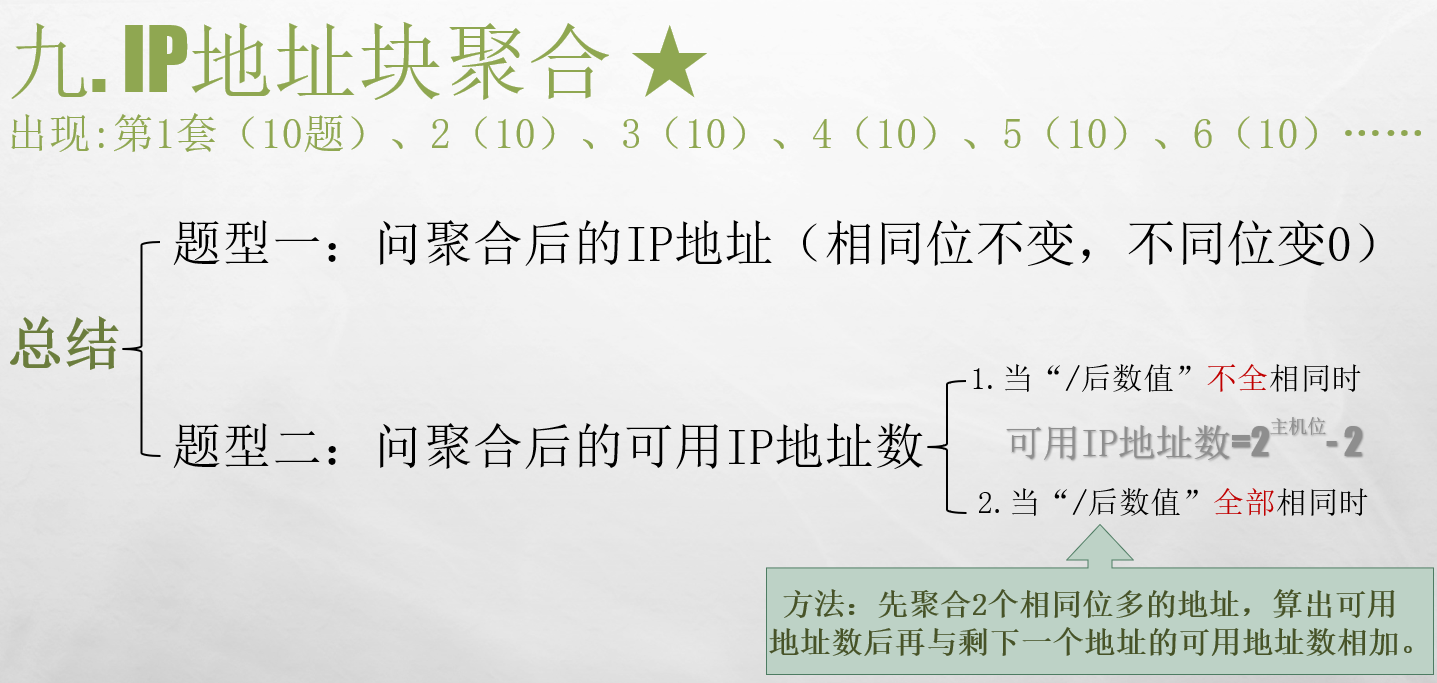 九. IP地址块聚合 ★
出现:第1套（10题）、2（10）、3（10）、4（10）、5（10）、6（10）……
题型一：问聚合后的IP地址（相同位不变，不同位变0）
总结
1.当“/后数值”不全相同时
题型二：问聚合后的可用IP地址数
可用IP地址数=2主机位- 2
2.当“/后数值”全部相同时
方法：先聚合2个相同位多的地址，算出可用
地址数后再与剩下一个地址的可用地址数相加。